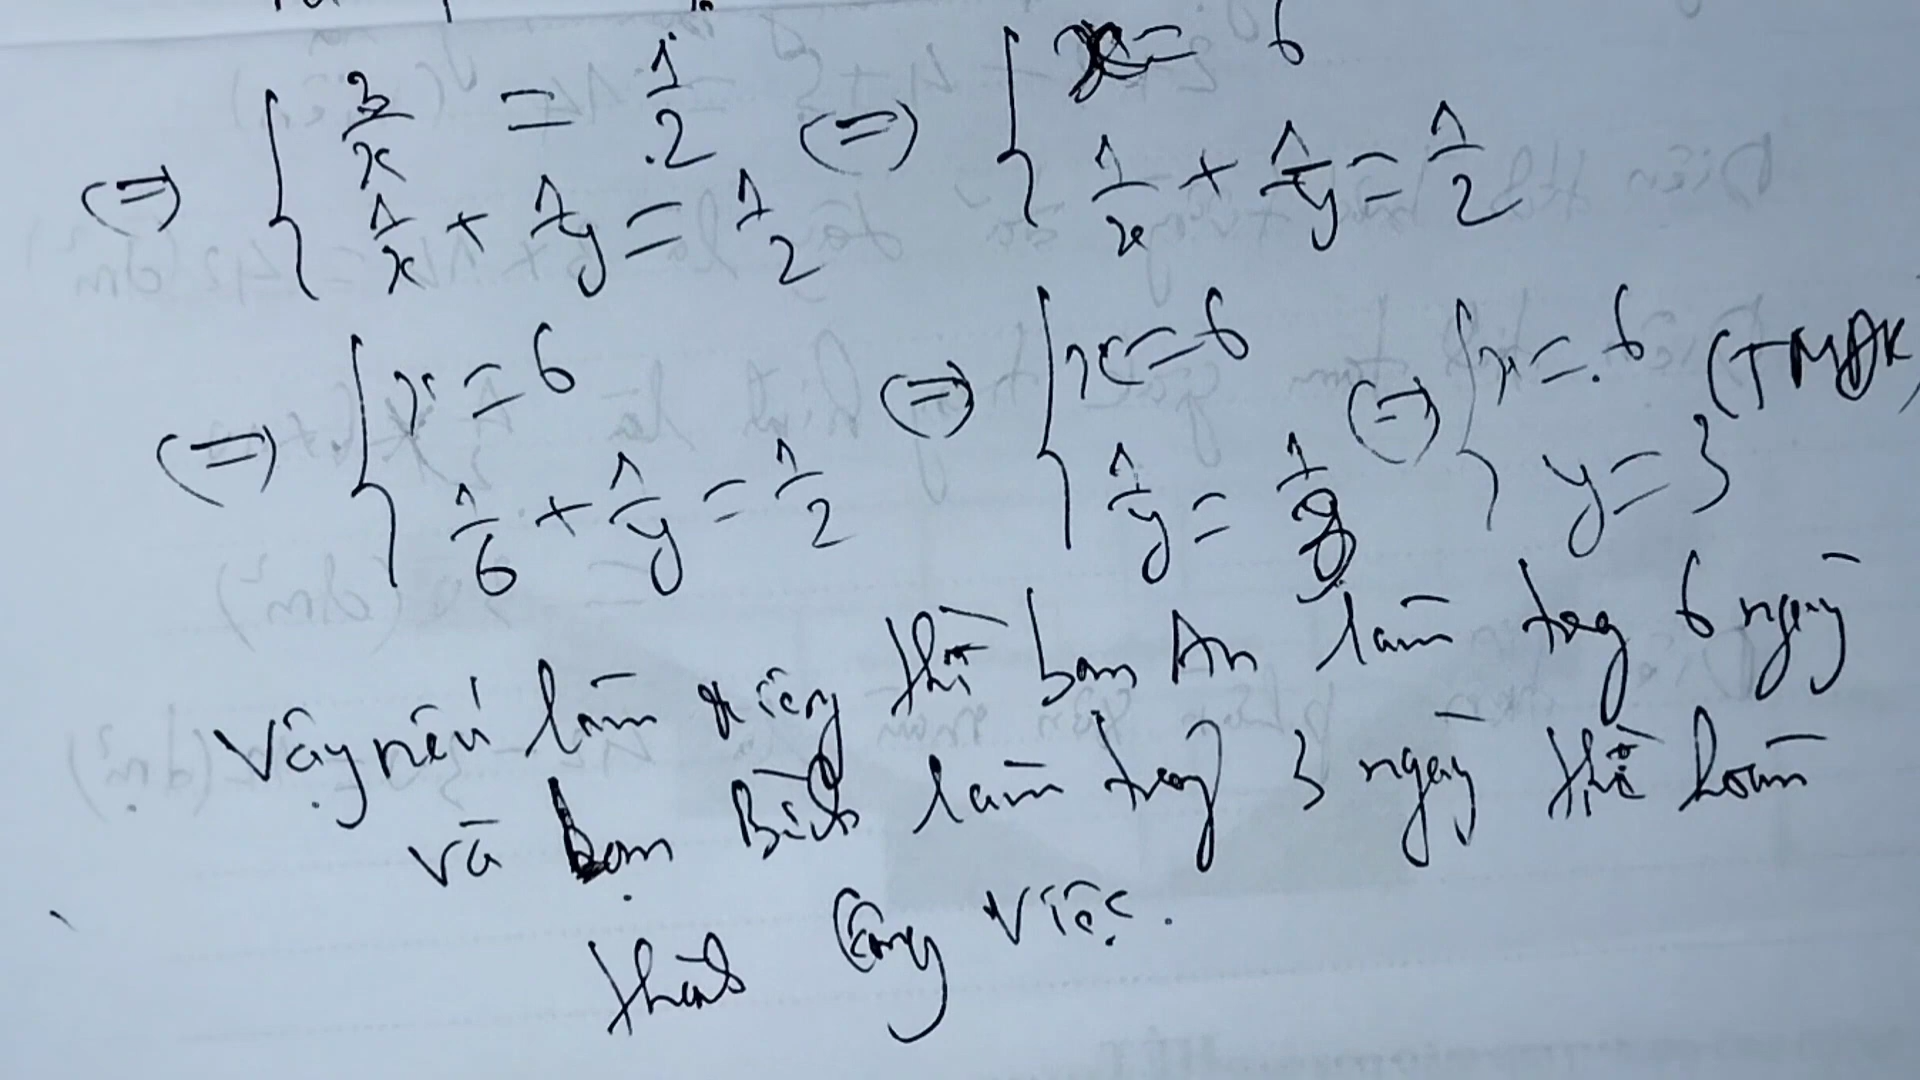 (=) { 3/x = 1/2 (=) { x = 6
1/x + 1/y = 1/2 1/x + 1/y = 1/2
(=) { x = 6 (=) { x = 6 (=) { x = 6 (TMĐK)
1/6 + 1/y = 1/2 1/y = 1/3 y = 3
Vậy nếu làm riêng thì bạn An làm trog 6 ngày
và bạn Bình làm trog 3 ngày thì hoàn
thành công việc.